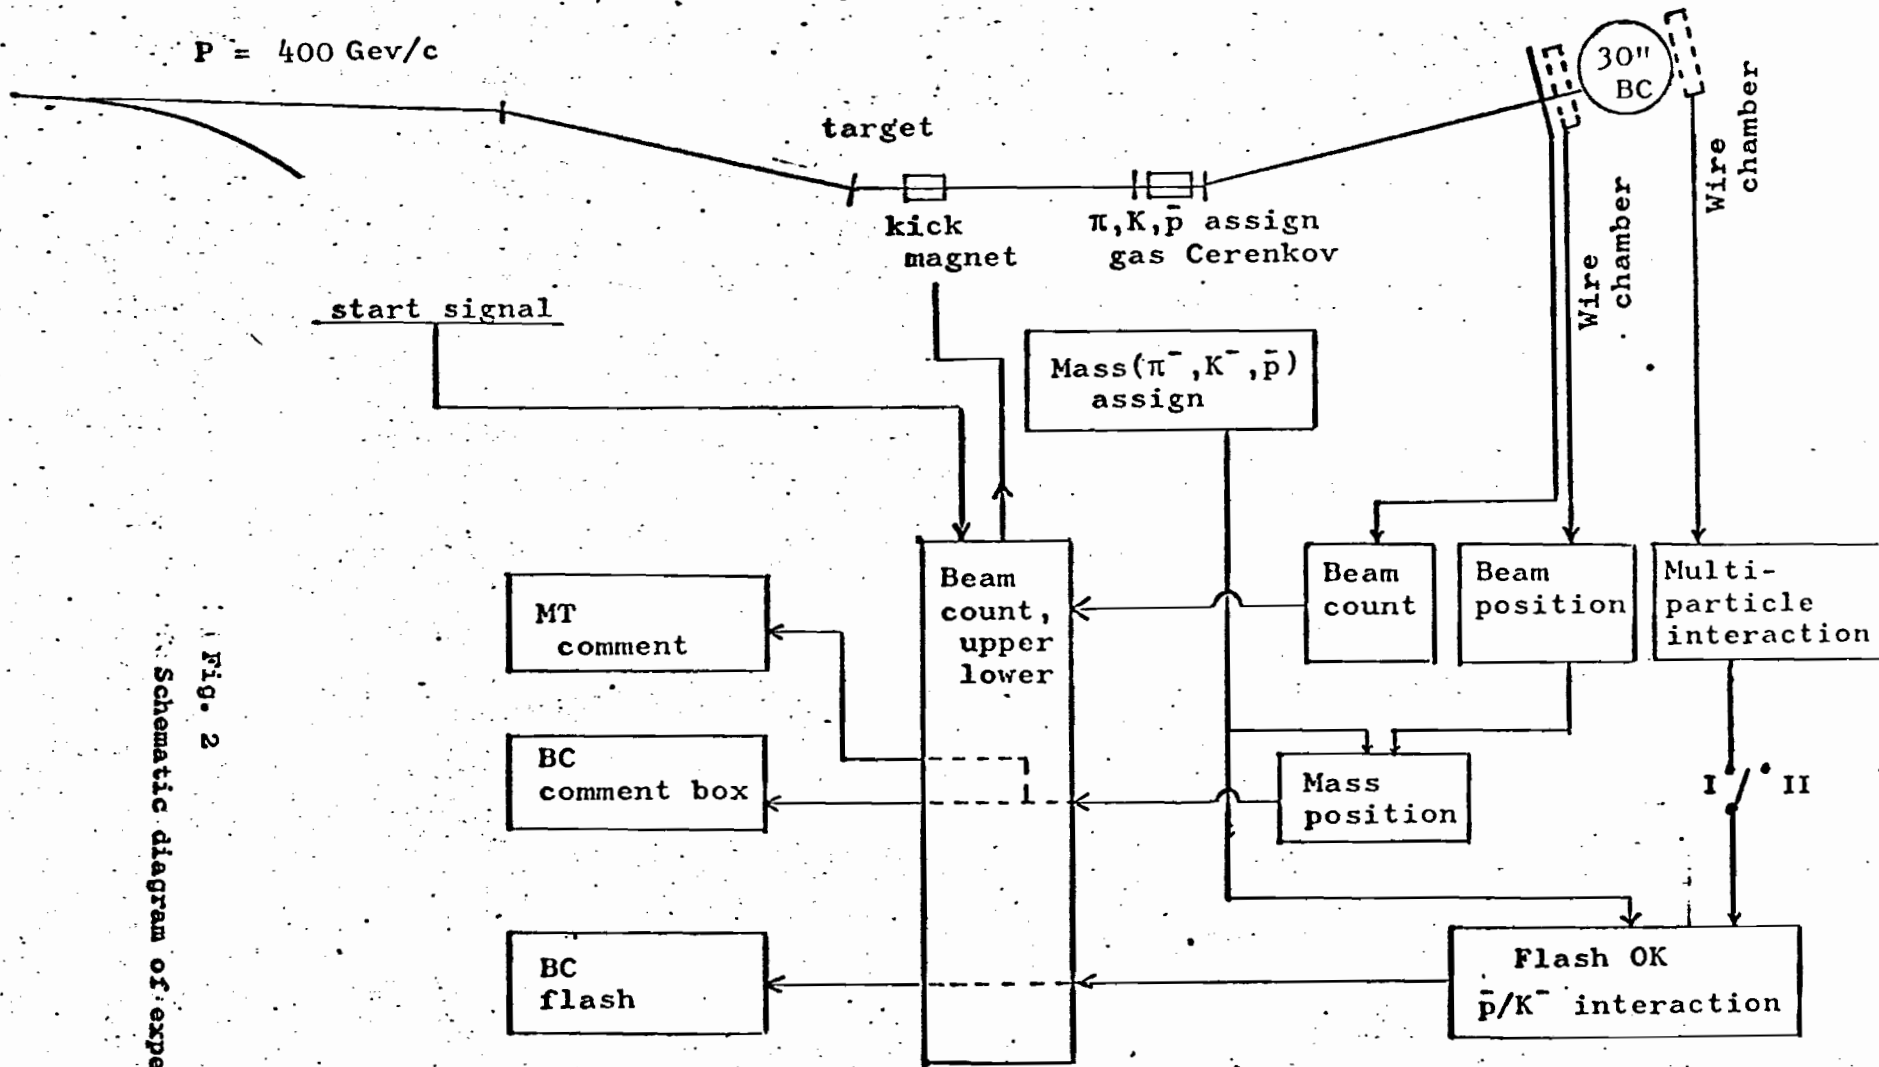 P = 400 Gev/c
target
30"
BC
Wire
chamber
kick
magnet
π,K,p̄ assign
gas Cerenkov
Wire
chamber
start signal
Mass(π⁻,K⁻,p̄)
assign
MT
comment
Beam
count,
upper
lower
Beam
count
Beam
position
Multi-
particle
interaction
BC
comment box
Mass
position
I II
BC
flash
Flash OK
p̄/K⁻ interaction
Fig. 2
Schematic diagram of expe